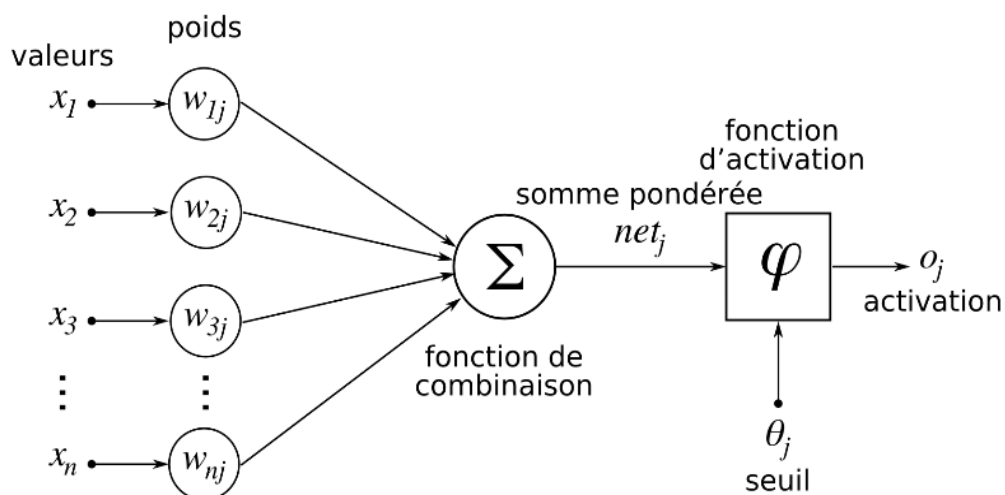 poids
valeurs
x1
w1j
fonction
d'activation
x2
w2j
somme pondérée
netj
Σ
φ
oj
activation
x3
w3j
fonction de
combinaison
⋮ ⋮
θj
seuil
xn
wnj